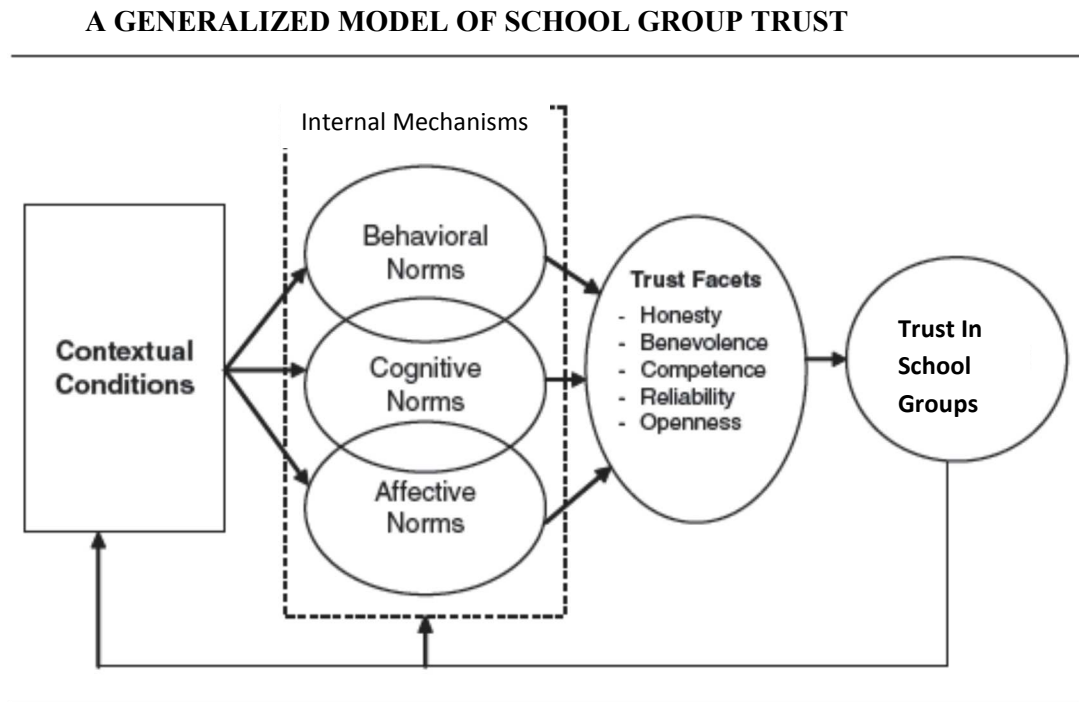 A GENERALIZED MODEL OF SCHOOL GROUP TRUST
Internal Mechanisms
Contextual
Conditions
Behavioral
Norms
Cognitive
Norms
Affective
Norms
Trust Facets
- Honesty
- Benevolence
- Competence
- Reliability
- Openness
Trust In
School
Groups